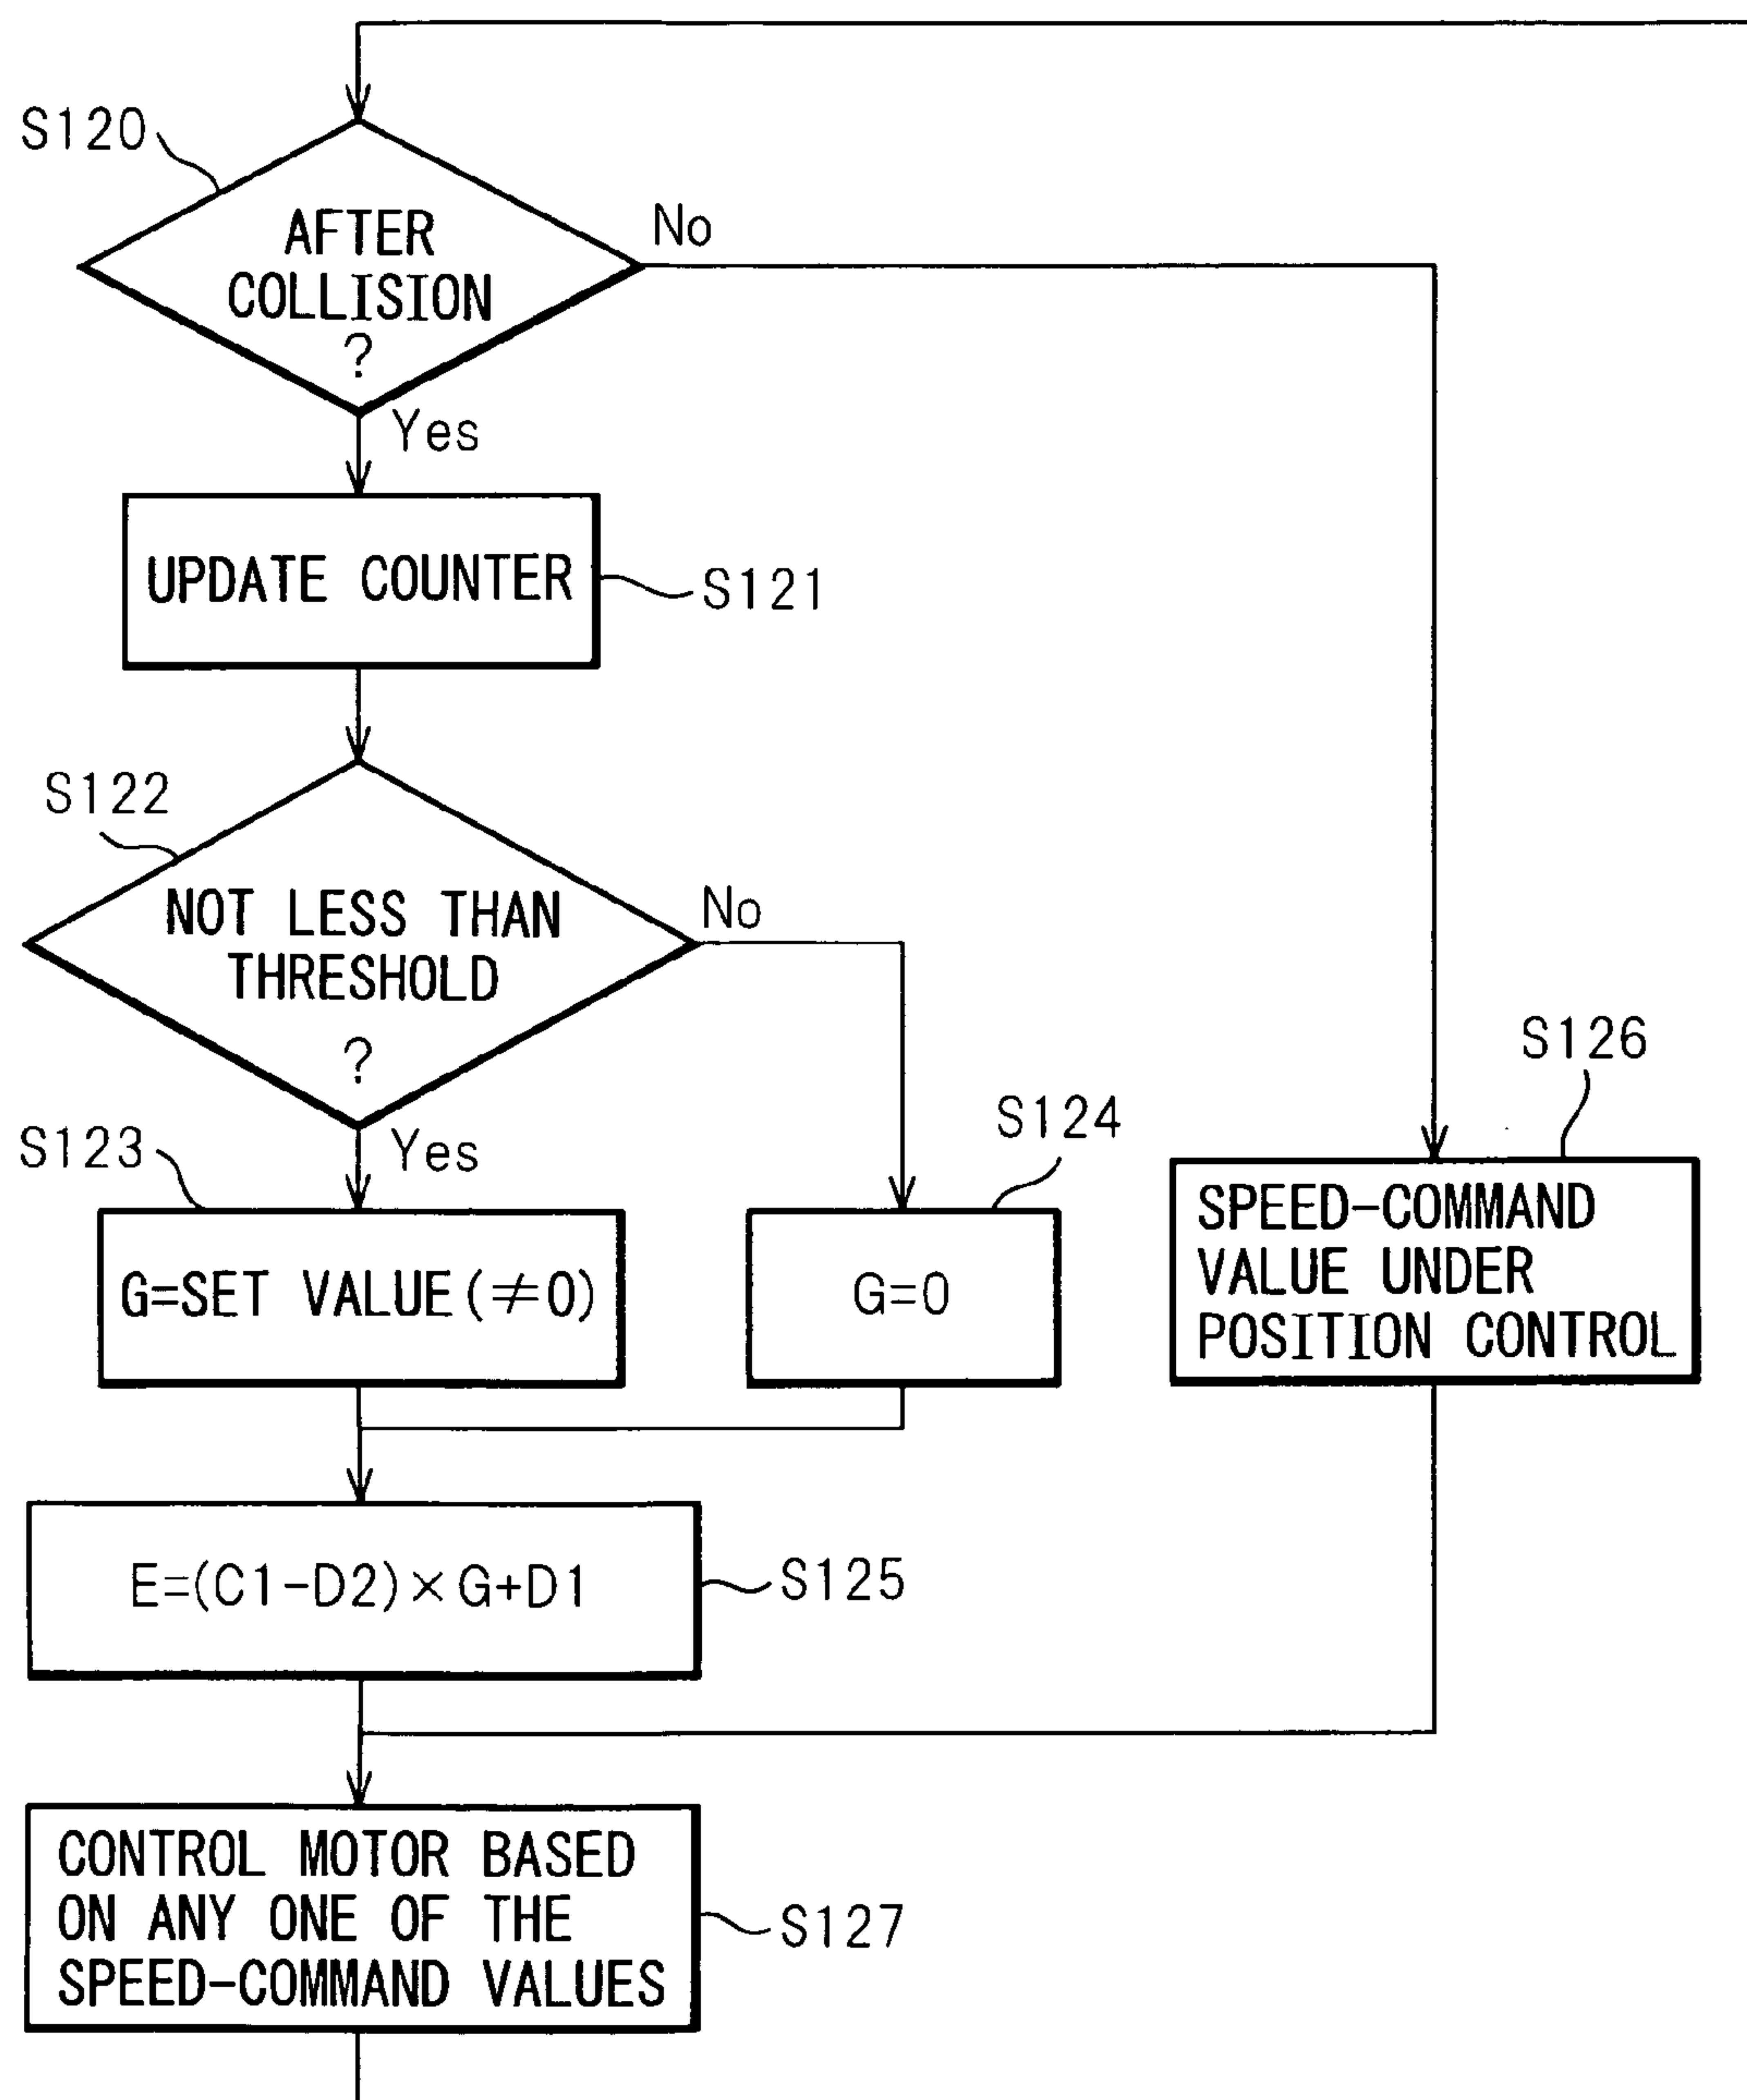 S120
AFTER
COLLISION
?
No
Yes
UPDATE COUNTER
S121
S122
NOT LESS THAN
THRESHOLD
?
No
Yes
S123
G=SET VALUE(≠0)
S124
G=0
S126
SPEED-COMMAND
VALUE UNDER
POSITION CONTROL
E=(C1-D2)×G+D1
S125
CONTROL MOTOR BASED
ON ANY ONE OF THE
SPEED-COMMAND VALUES
S127